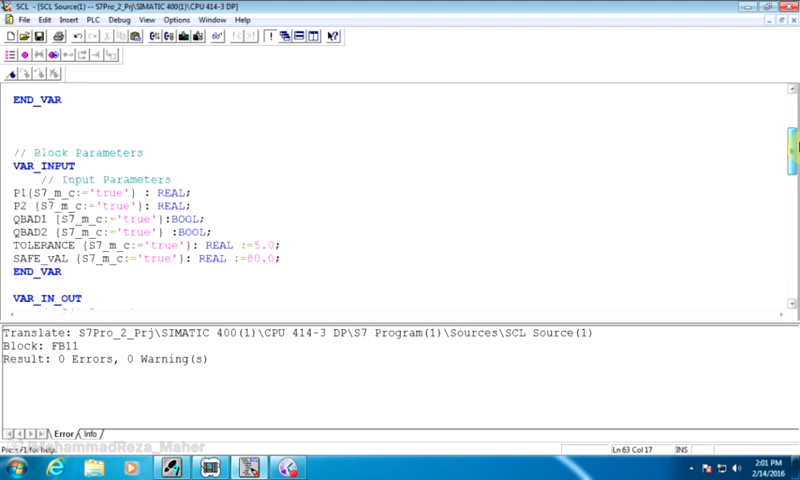 SCL - [SCL Source(1) -- S7Pro_2_Prj\SIMATIC 400(1)\CPU 414-3 DP]
File Edit Insert PLC Debug View Options Window Help
END_VAR
// Block Parameters
VAR_INPUT
// Input Parameters
P1{S7_m_c:='true'} : REAL;
P2 {S7_m_c:='true'}: REAL;
QBAD1 {S7_m_c:='true'}:BOOL;
QBAD2 {S7_m_c:='true'} :BOOL;
TOLERANCE {S7_m_c:='true'}: REAL :=5.0;
SAFE_vAL {S7_m_c:='true'}: REAL :=80.0;
END_VAR
VAR_IN_OUT
Translate: S7Pro_2_Prj\SIMATIC 400(1)\CPU 414-3 DP\S7 Program(1)\Sources\SCL Source(1)
Block: FB11
Result: 0 Errors, 0 Warning(s)
Error Info
MohammadReza_Maher
Press F1 for help.
Ln 63 Col 17 INS
2:01 PM
2/14/2016